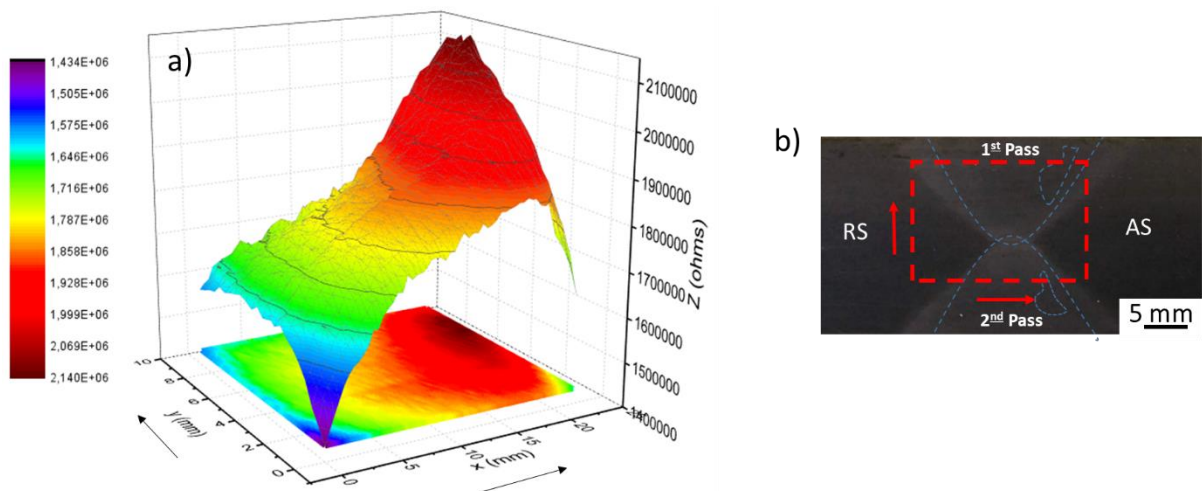 a)
1,434E+06
1,505E+06
1,575E+06
1,646E+06
1,716E+06
1,787E+06
1,858E+06
1,928E+06
1,999E+06
2,069E+06
2,140E+06
2100000
2000000
1900000
1800000
1700000
1600000
1500000
1400000
Z (ohms)
10
8
6
4
2
0
y (mm)
0
5
10
15
20
x (mm)
b)
1st Pass
RS
AS
2nd Pass
5 mm